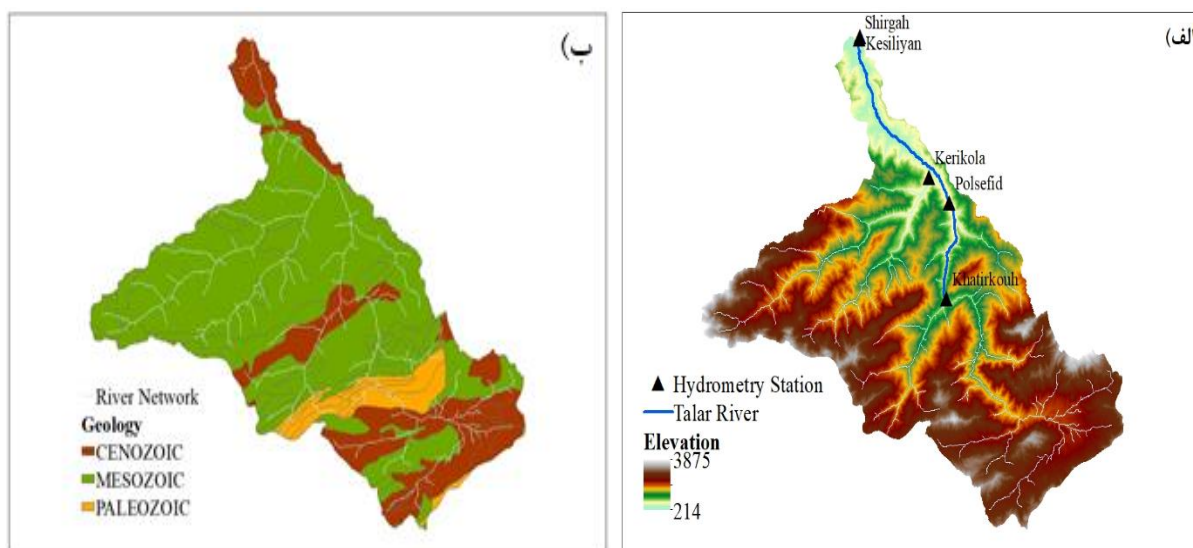 ب)
River Network
Geology
CENOZOIC
MESOZOIC
PALEOZOIC
الف)
Shirgah
Kesiliyan
Kerikola
Polsefid
Khatirkouh
Hydrometry Station
Talar River
Elevation
3875
214